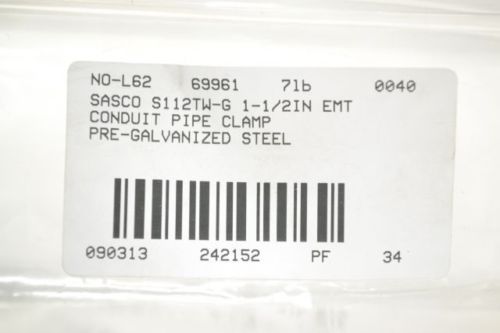 NO-L62 69961 7lb 0040
SASCO S112TW-G 1-1/2IN EMT
CONDUIT PIPE CLAMP
PRE-GALVANIZED STEEL
090313 242152 PF 34